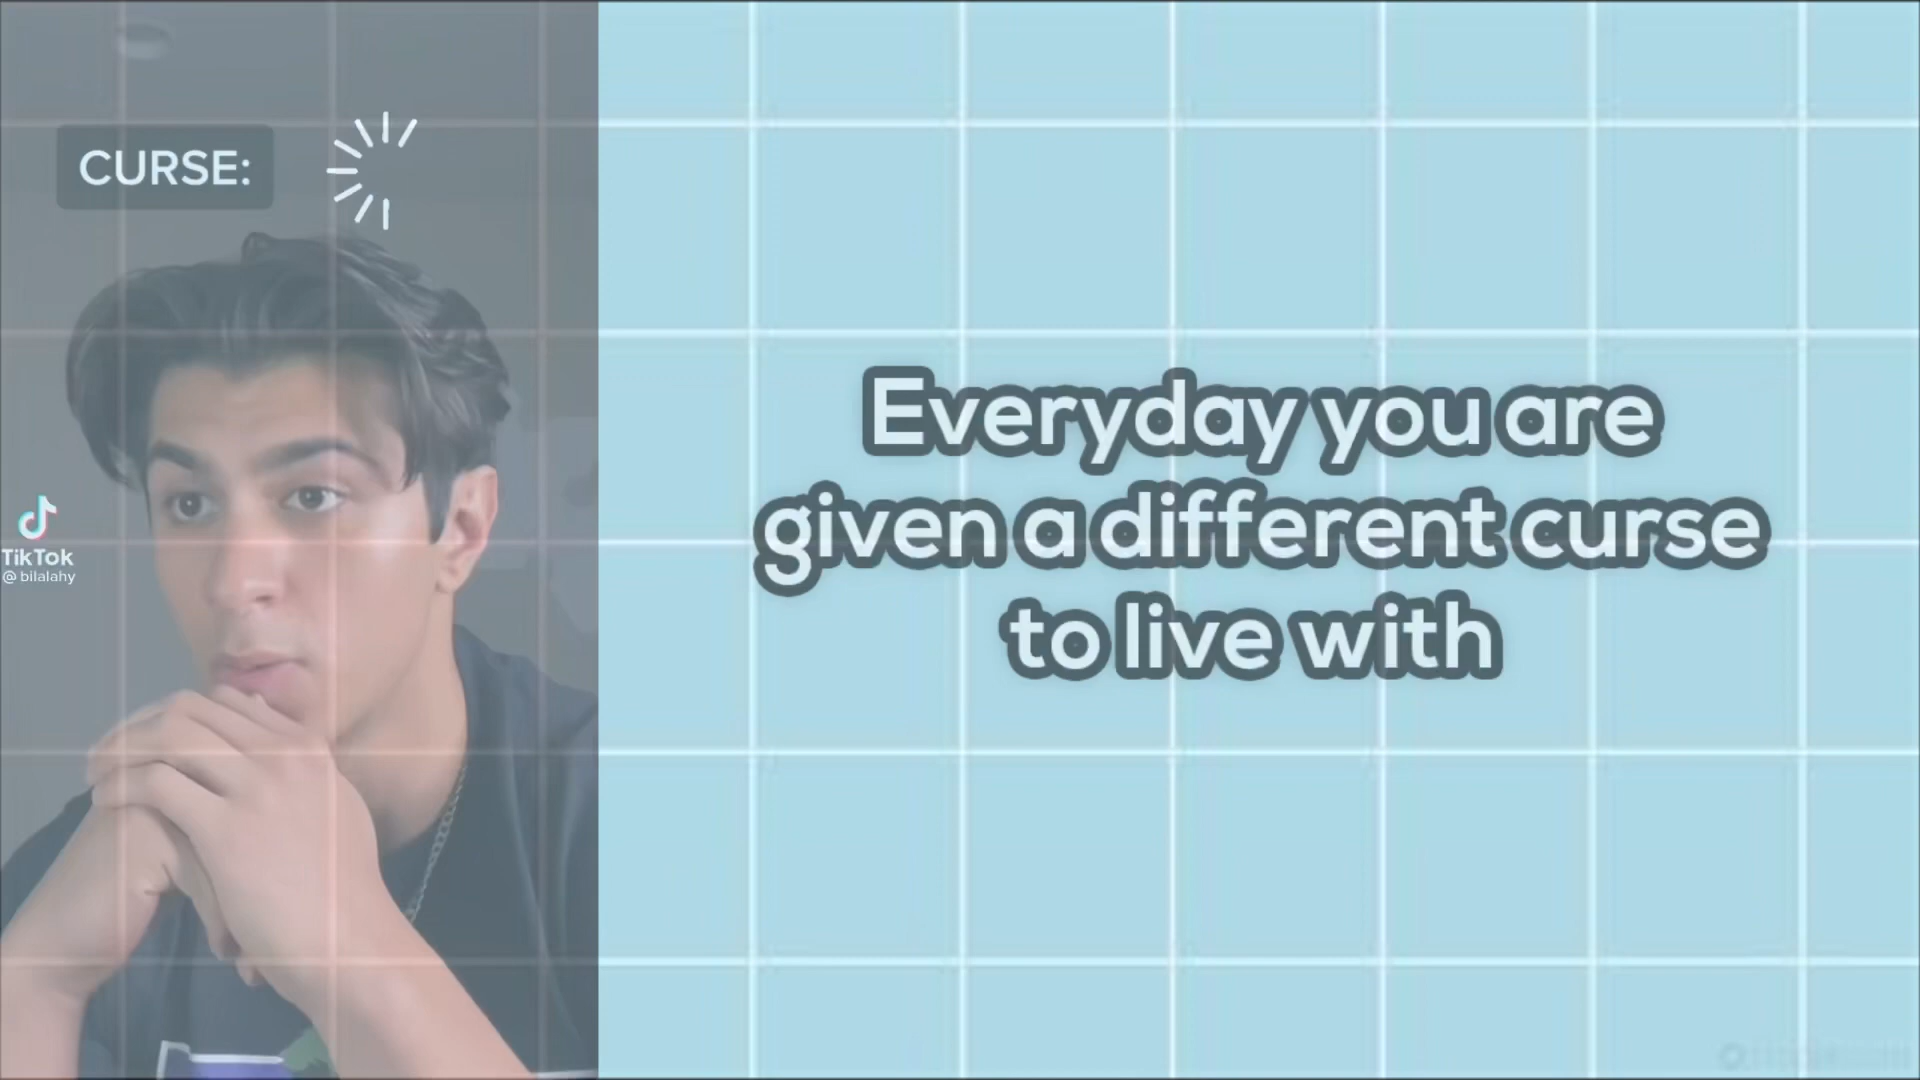 CURSE:
TikTok
@bilalahy
Everyday you are
given a different curse
to live with